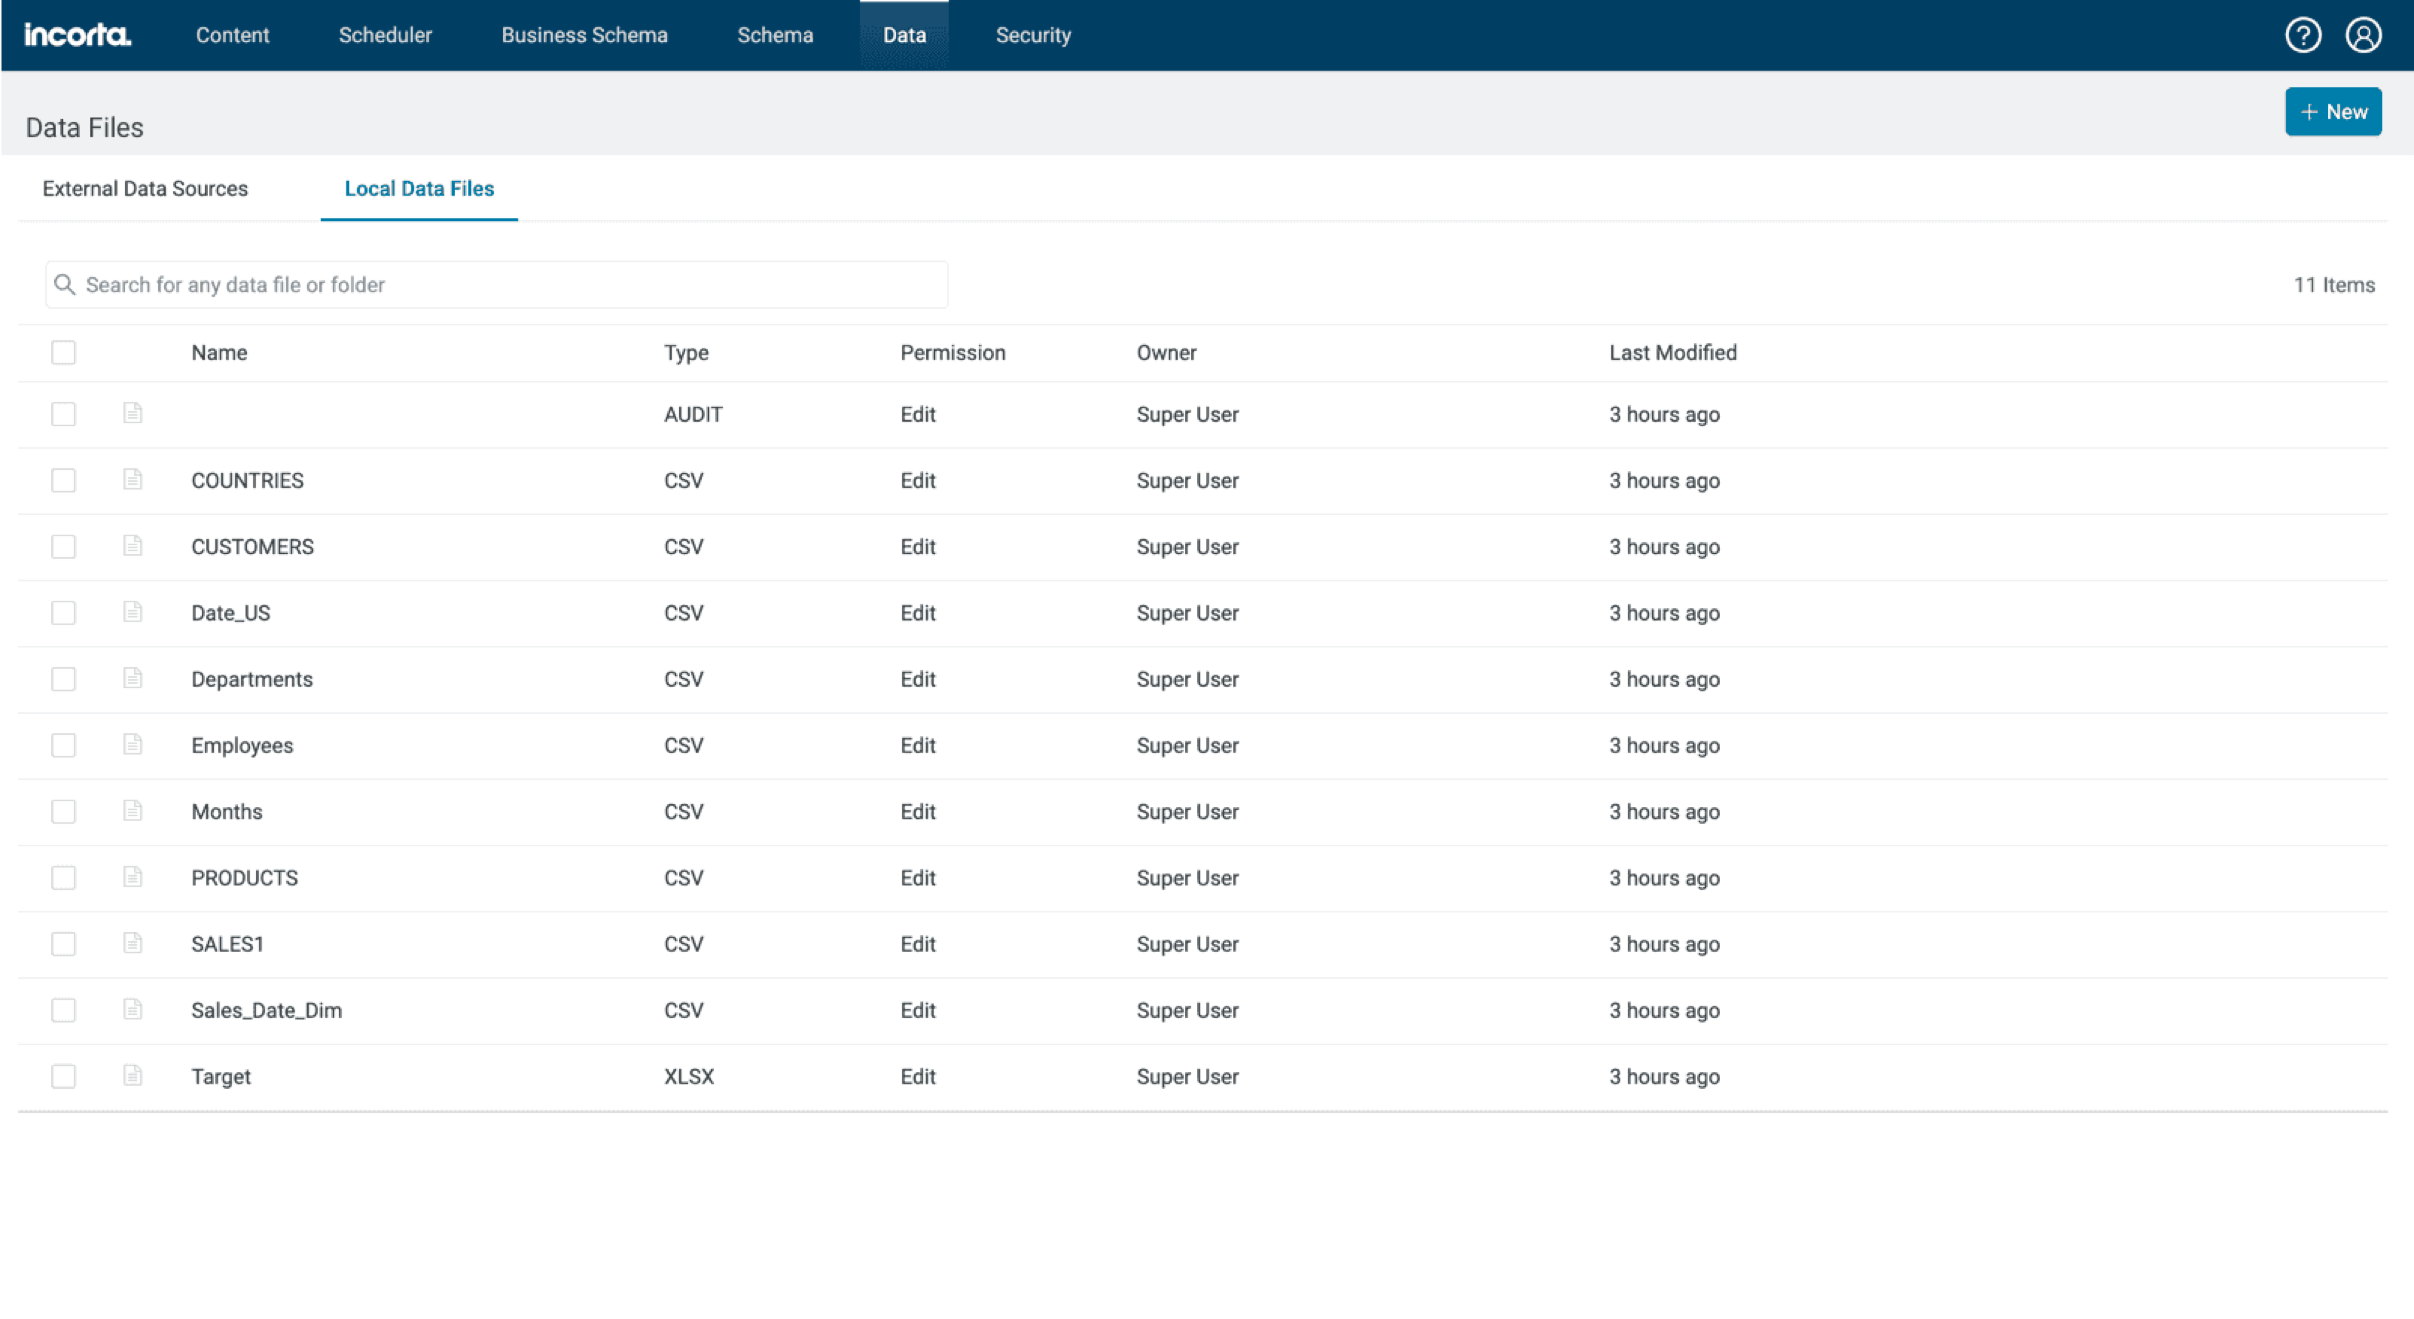 incorta. Content Scheduler Business Schema Schema Data Security ?
Data Files
+ New
External Data Sources Local Data Files
Search for any data file or folder 11 Items
Name Type Permission Owner Last Modified
AUDIT Edit Super User 3 hours ago
COUNTRIES CSV Edit Super User 3 hours ago
CUSTOMERS CSV Edit Super User 3 hours ago
Date_US CSV Edit Super User 3 hours ago
Departments CSV Edit Super User 3 hours ago
Employees CSV Edit Super User 3 hours ago
Months CSV Edit Super User 3 hours ago
PRODUCTS CSV Edit Super User 3 hours ago
SALES1 CSV Edit Super User 3 hours ago
Sales_Date_Dim CSV Edit Super User 3 hours ago
Target XLSX Edit Super User 3 hours ago